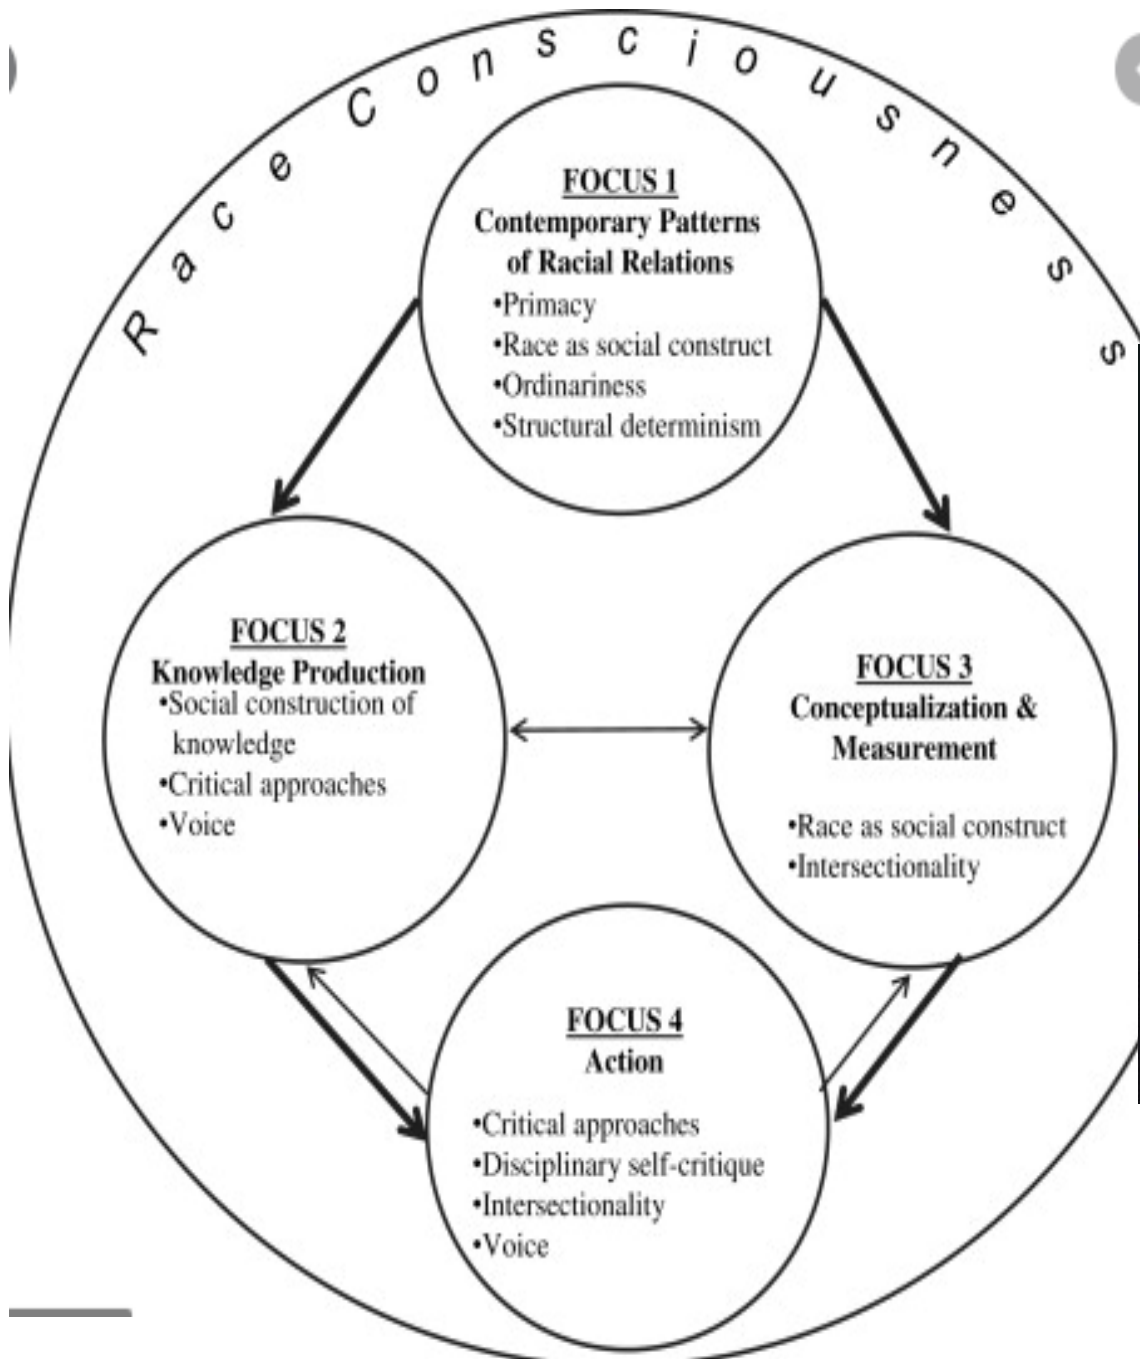 Race Consciousness
FOCUS 1
Contemporary Patterns
of Racial Relations
•Primacy
•Race as social construct
•Ordinariness
•Structural determinism
FOCUS 2
Knowledge Production
•Social construction of
knowledge
•Critical approaches
•Voice
FOCUS 3
Conceptualization &
Measurement
•Race as social construct
•Intersectionality
FOCUS 4
Action
•Critical approaches
•Disciplinary self-critique
•Intersectionality
•Voice